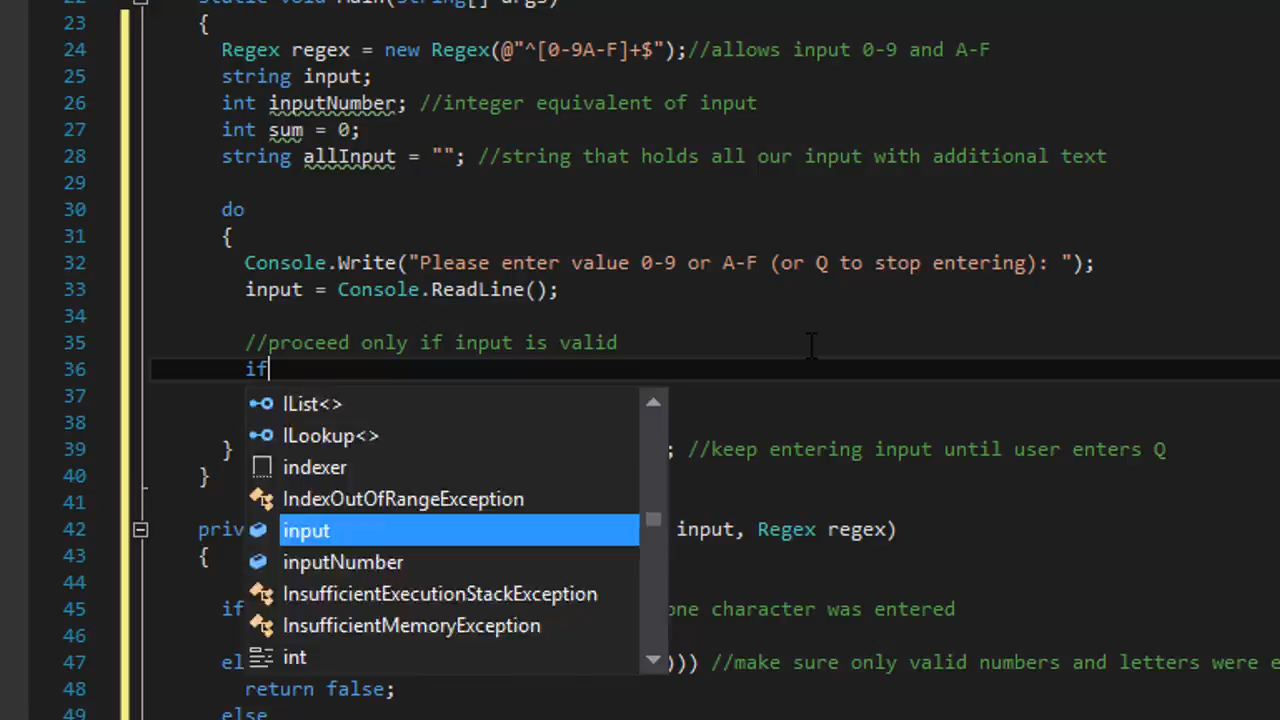 22 static void Main(string[] args)
23 {
24 Regex regex = new Regex(@"^[0-9A-F]+$");//allows input 0-9 and A-F
25 string input;
26 int inputNumber; //integer equivalent of input
27 int sum = 0;
28 string allInput = ""; //string that holds all our input with additional text
29
30 do
31 {
32 Console.Write("Please enter value 0-9 or A-F (or Q to stop entering): ");
33 input = Console.ReadLine();
34
35 //proceed only if input is valid
36 if
37
38
39 } ; //keep entering input until user enters Q
40 }
41
42 priv input, Regex regex)
43 {
44
45 if one character was entered
46
47 el ))) //make sure only valid numbers and letters were e
48 return false;
49 else
IList<>
ILookup<>
indexer
IndexOutOfRangeException
input
inputNumber
InsufficientExecutionStackException
InsufficientMemoryException
int